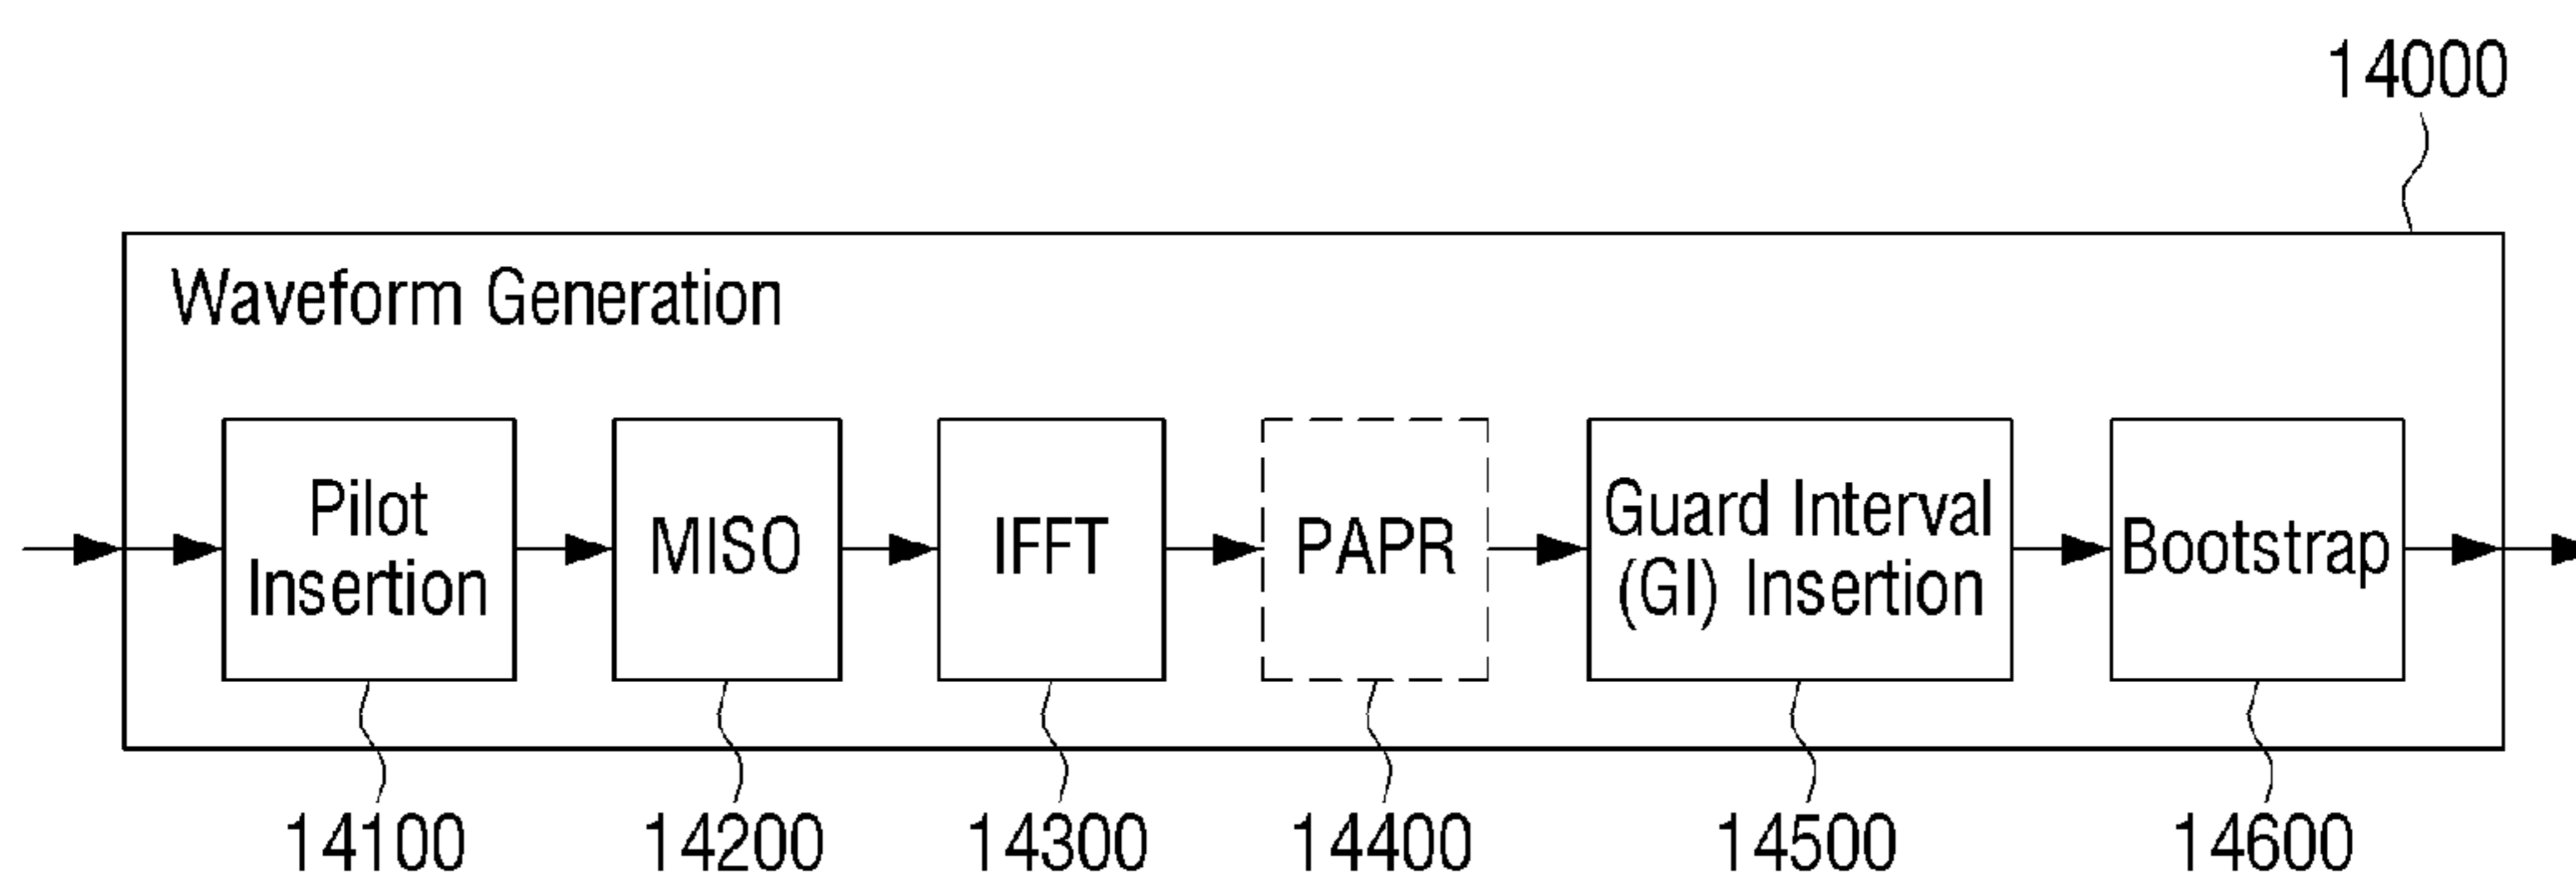 14000
Waveform Generation
Pilot
Insertion
MISO
IFFT
PAPR
Guard Interval
(GI) Insertion
Bootstrap
14100
14200
14300
14400
14500
14600